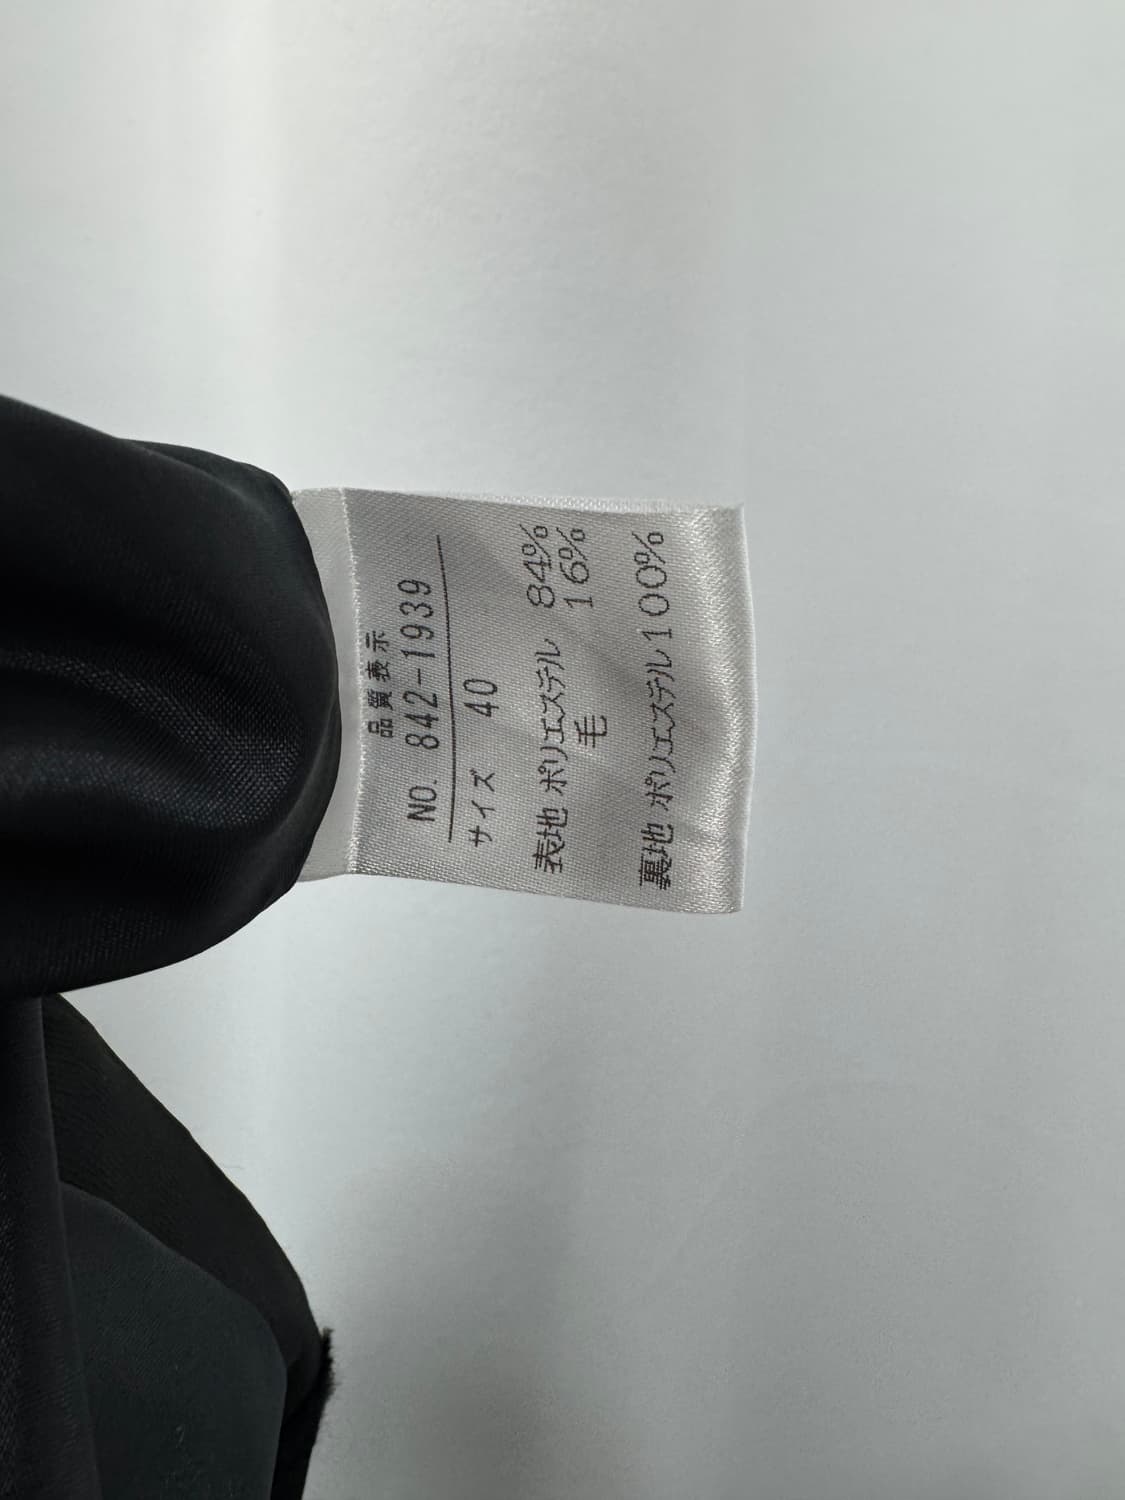 品質表示
NO. 842-1939
サイズ 40
表地 ポリエステル 84%
毛 16%
裏地 ポリエステル100%